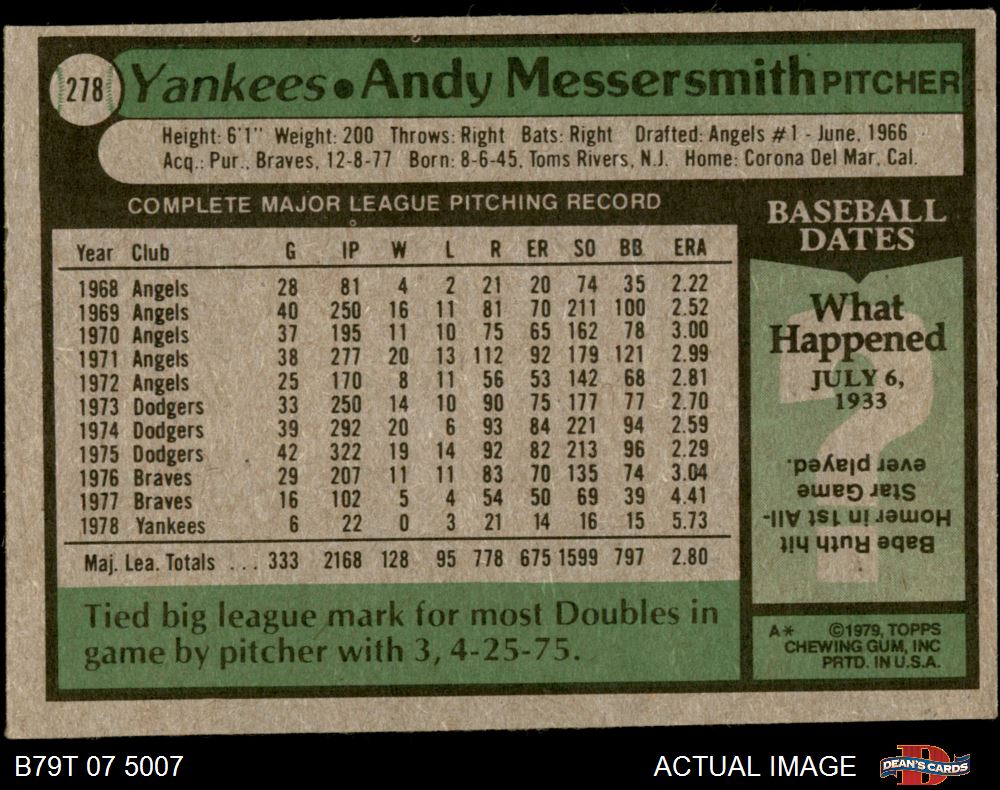 278 Yankees • Andy Messersmith PITCHER
Height: 6'1" Weight: 200 Throws: Right Bats: Right Drafted: Angels #1 - June, 1966
Acq.: Pur., Braves, 12-8-77 Born: 8-6-45, Toms Rivers, N.J. Home: Corona Del Mar, Cal.
COMPLETE MAJOR LEAGUE PITCHING RECORD
Year Club G IP W L R ER SO BB ERA
1968 Angels 28 81 4 2 21 20 74 35 2.22
1969 Angels 40 250 16 11 81 70 211 100 2.52
1970 Angels 37 195 11 10 75 65 162 78 3.00
1971 Angels 38 277 20 13 112 92 179 121 2.99
1972 Angels 25 170 8 11 56 53 142 68 2.81
1973 Dodgers 33 250 14 10 90 75 177 77 2.70
1974 Dodgers 39 292 20 6 93 84 221 94 2.59
1975 Dodgers 42 322 19 14 92 82 213 96 2.29
1976 Braves 29 207 11 11 83 70 135 74 3.04
1977 Braves 16 102 5 4 54 50 69 39 4.41
1978 Yankees 6 22 0 3 21 14 16 15 5.73
Maj. Lea. Totals ... 333 2168 128 95 778 675 1599 797 2.80
Tied big league mark for most Doubles in
game by pitcher with 3, 4-25-75.
BASEBALL
DATES
What
Happened
JULY 6,
1933
?
Babe Ruth hit
Homer in 1st All-
Star Game
ever played.
A* ©1979, TOPPS
CHEWING GUM, INC
PRTD. IN U.S.A.
B79T 07 5007
ACTUAL IMAGE
D
DEAN'S CARDS